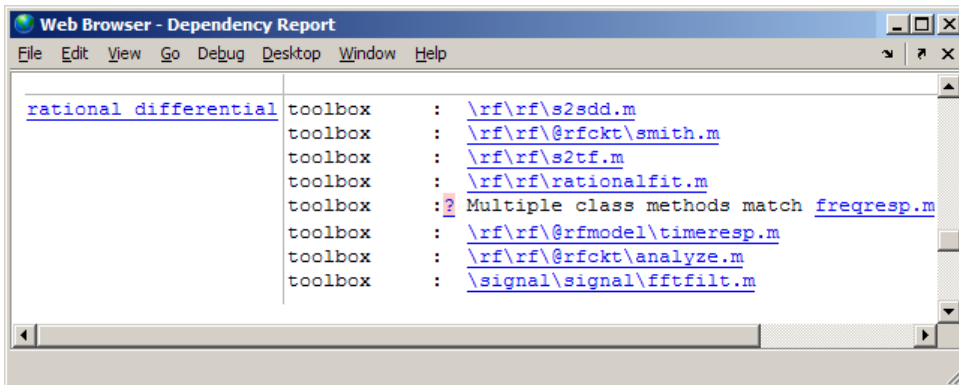 Web Browser - Dependency Report
File Edit View Go Debug Desktop Window Help
rational differential toolbox : \rf\rf\s2sdd.m
toolbox : \rf\rf\@rfckt\smith.m
toolbox : \rf\rf\s2tf.m
toolbox : \rf\rf\rationalfit.m
toolbox :? Multiple class methods match freqresp.m
toolbox : \rf\rf\@rfmodel\timeresp.m
toolbox : \rf\rf\@rfckt\analyze.m
toolbox : \signal\signal\fftfilt.m